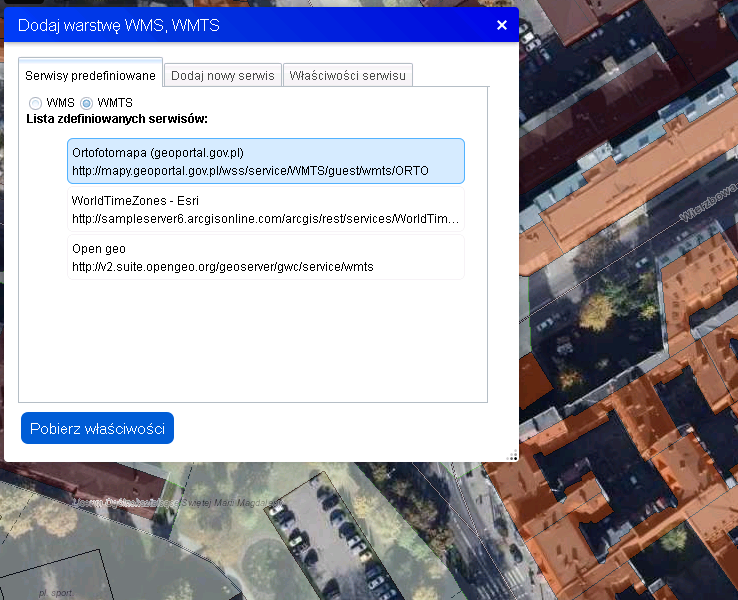 Dodaj warstwę WMS, WMTS
Serwisy predefiniowane
Dodaj nowy serwis
Właściwości serwisu
WMS
WMTS
Lista zdefiniowanych serwisów:
Ortofotomapa (geoportal.gov.pl)
http://mapy.geoportal.gov.pl/wss/service/WMTS/guest/wmts/ORTO
WorldTimeZones - Esri
http://sampleserver6.arcgisonline.com/arcgis/rest/services/WorldTim...
Open geo
http://v2.suite.opengeo.org/geoserver/gwc/service/wmts
Pobierz właściwości
Wierzbowa
Świętej Marii Magdaleny
pl. sport.